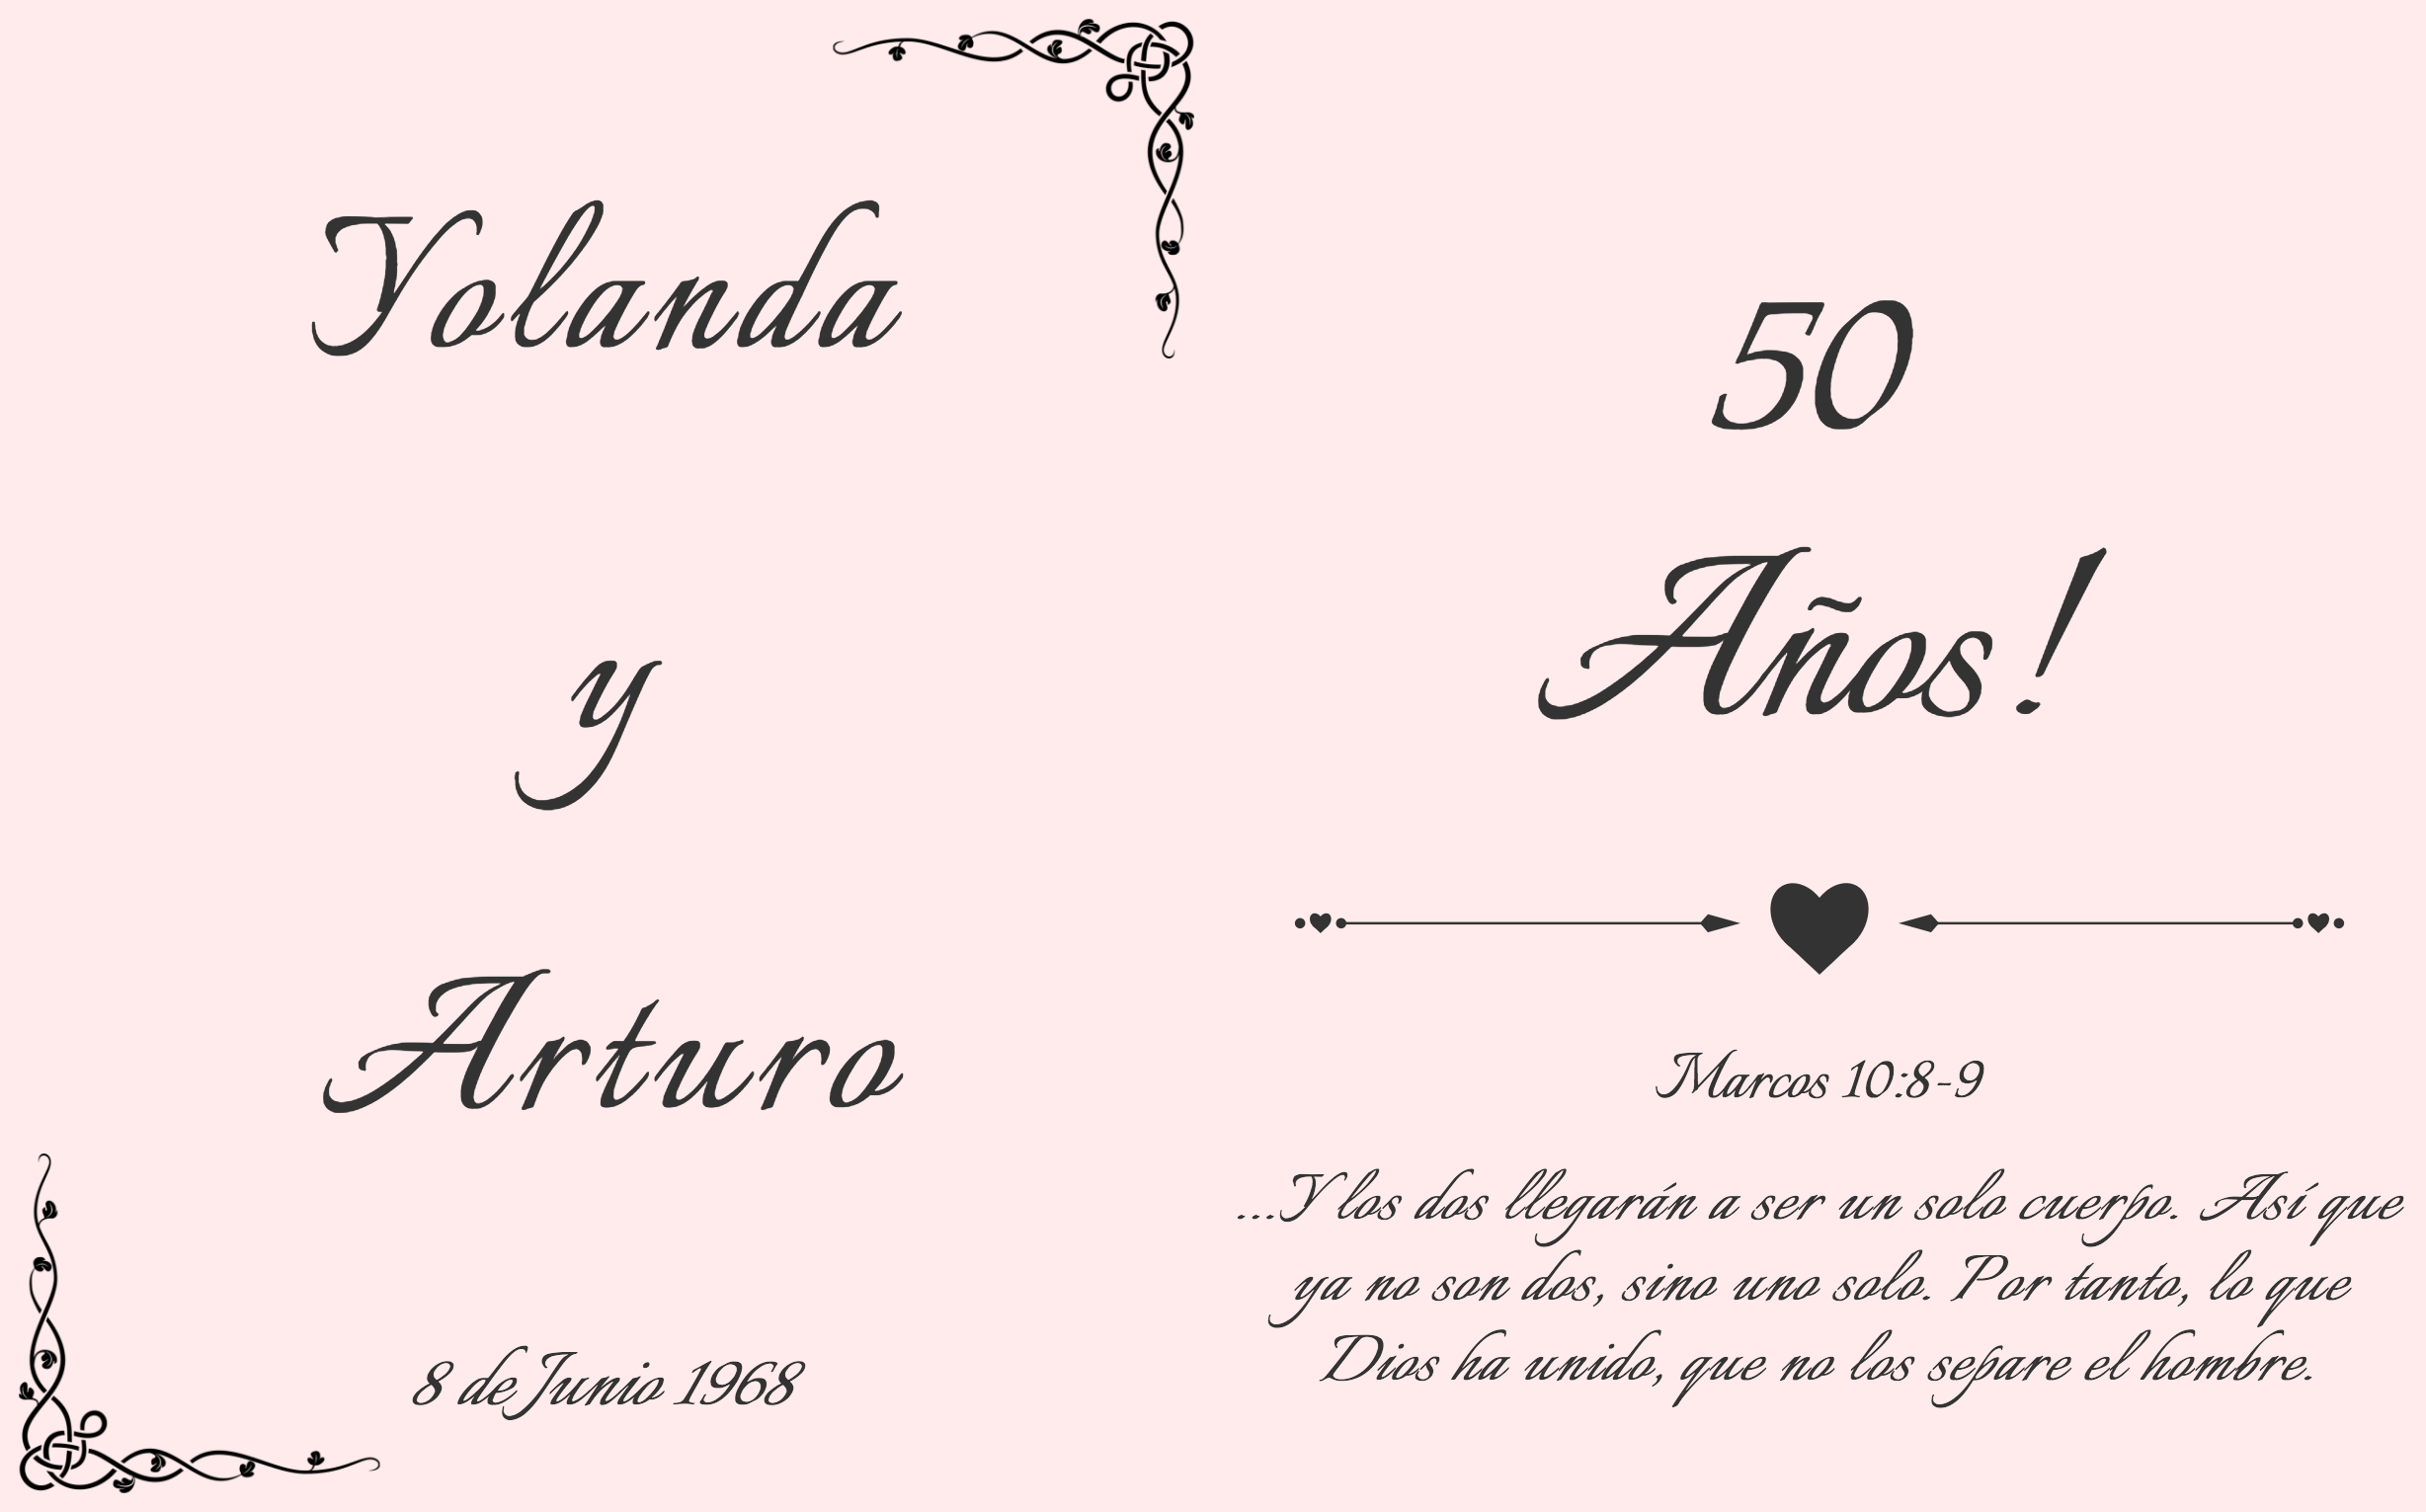 Yolanda
y
Arturo
8 de Junio 1968
50
Años!
Marcos 10:8-9
...Y los dos llegarán a ser un solo cuerpo. Así que
ya no son dos, sino uno solo. Por tanto, lo que
Dios ha unido, que no los separe el hombre.